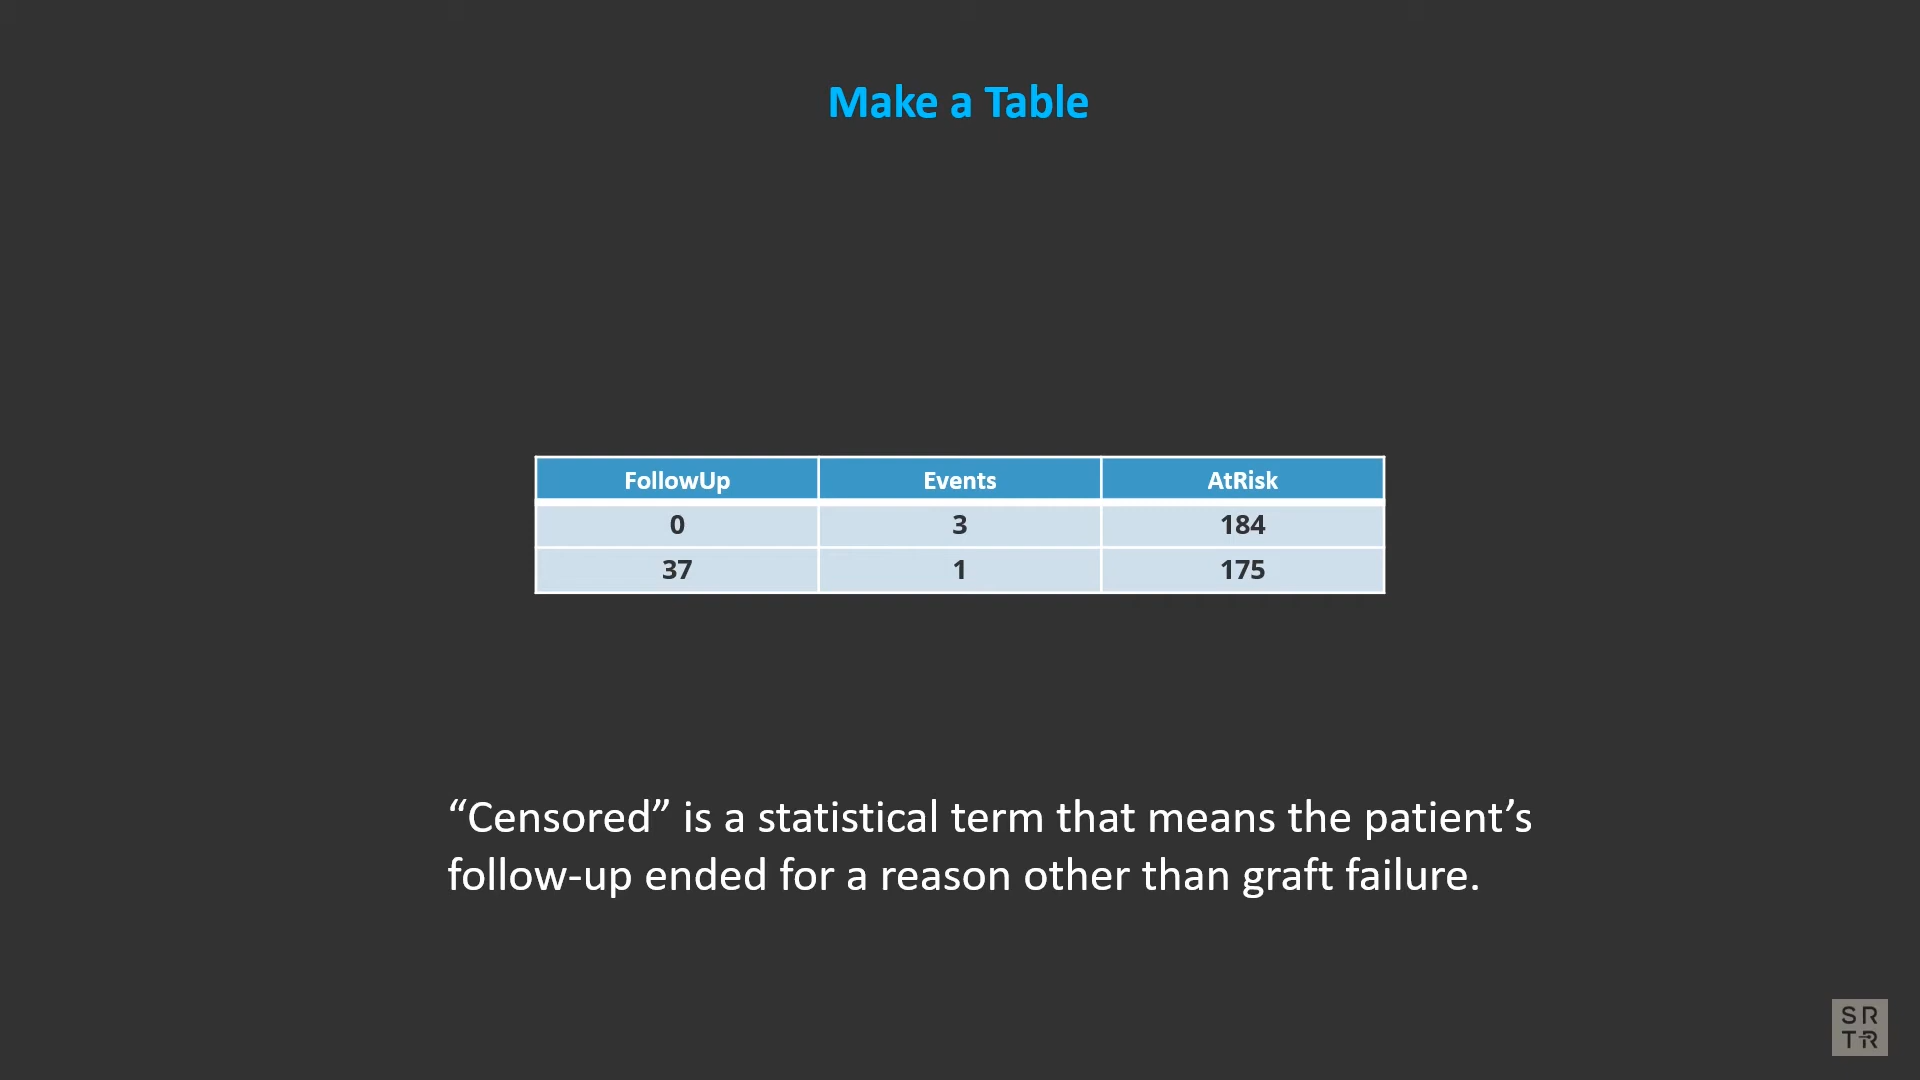 Make a Table
FollowUp Events AtRisk
0 3 184
37 1 175
“Censored” is a statistical term that means the patient’s
follow-up ended for a reason other than graft failure.
SR
TR